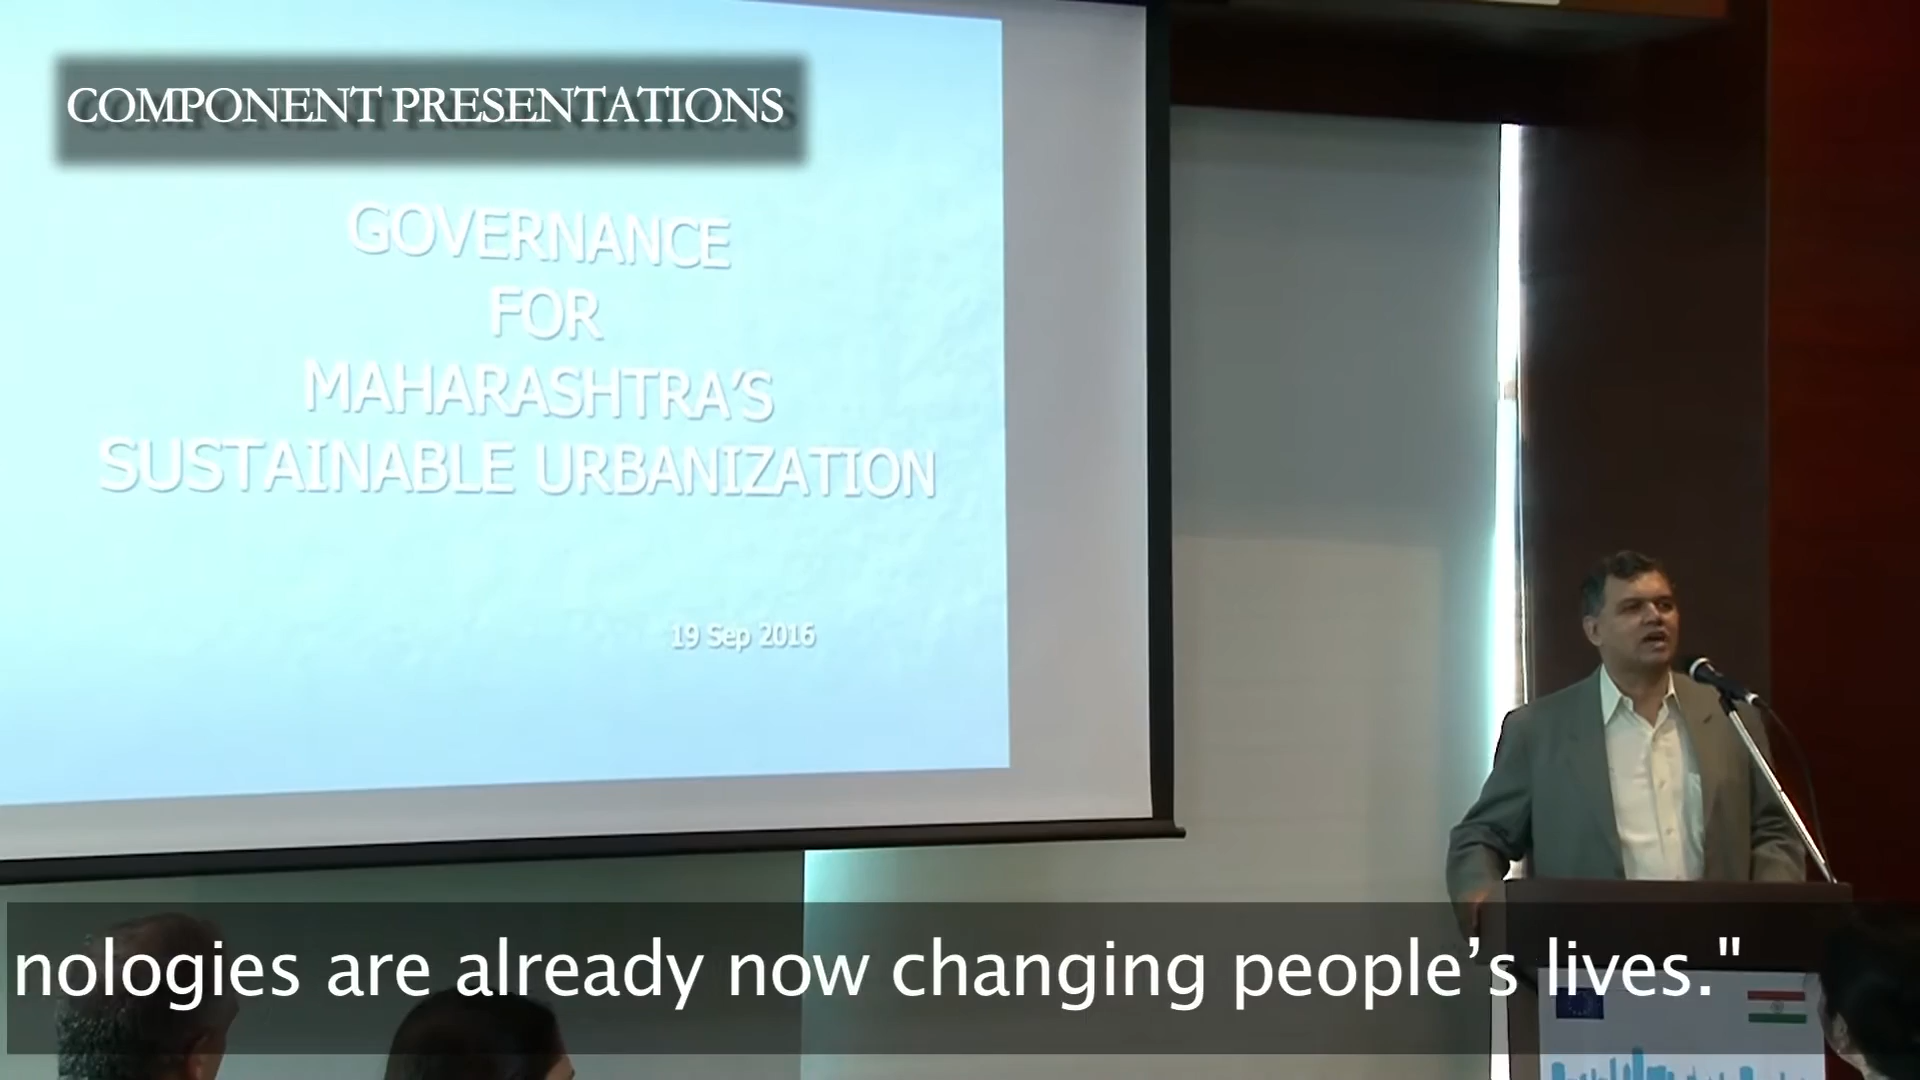 COMPONENT PRESENTATIONS
GOVERNANCE
FOR
MAHARASHTRA'S
SUSTAINABLE URBANIZATION
19 Sep 2016
nologies are already now changing people’s lives."